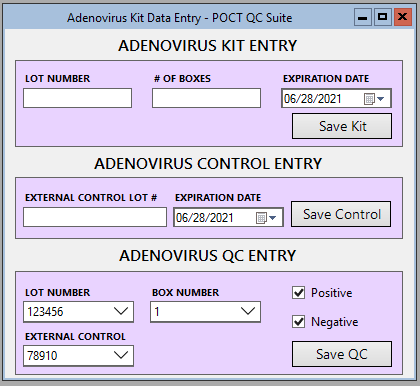 Adenovirus Kit Data Entry - POCT QC Suite
ADENOVIRUS KIT ENTRY
LOT NUMBER # OF BOXES EXPIRATION DATE
06/28/2021
Save Kit
ADENOVIRUS CONTROL ENTRY
EXTERNAL CONTROL LOT # EXPIRATION DATE
06/28/2021 Save Control
ADENOVIRUS QC ENTRY
LOT NUMBER BOX NUMBER Positive
123456 1
Negative
EXTERNAL CONTROL
78910 Save QC